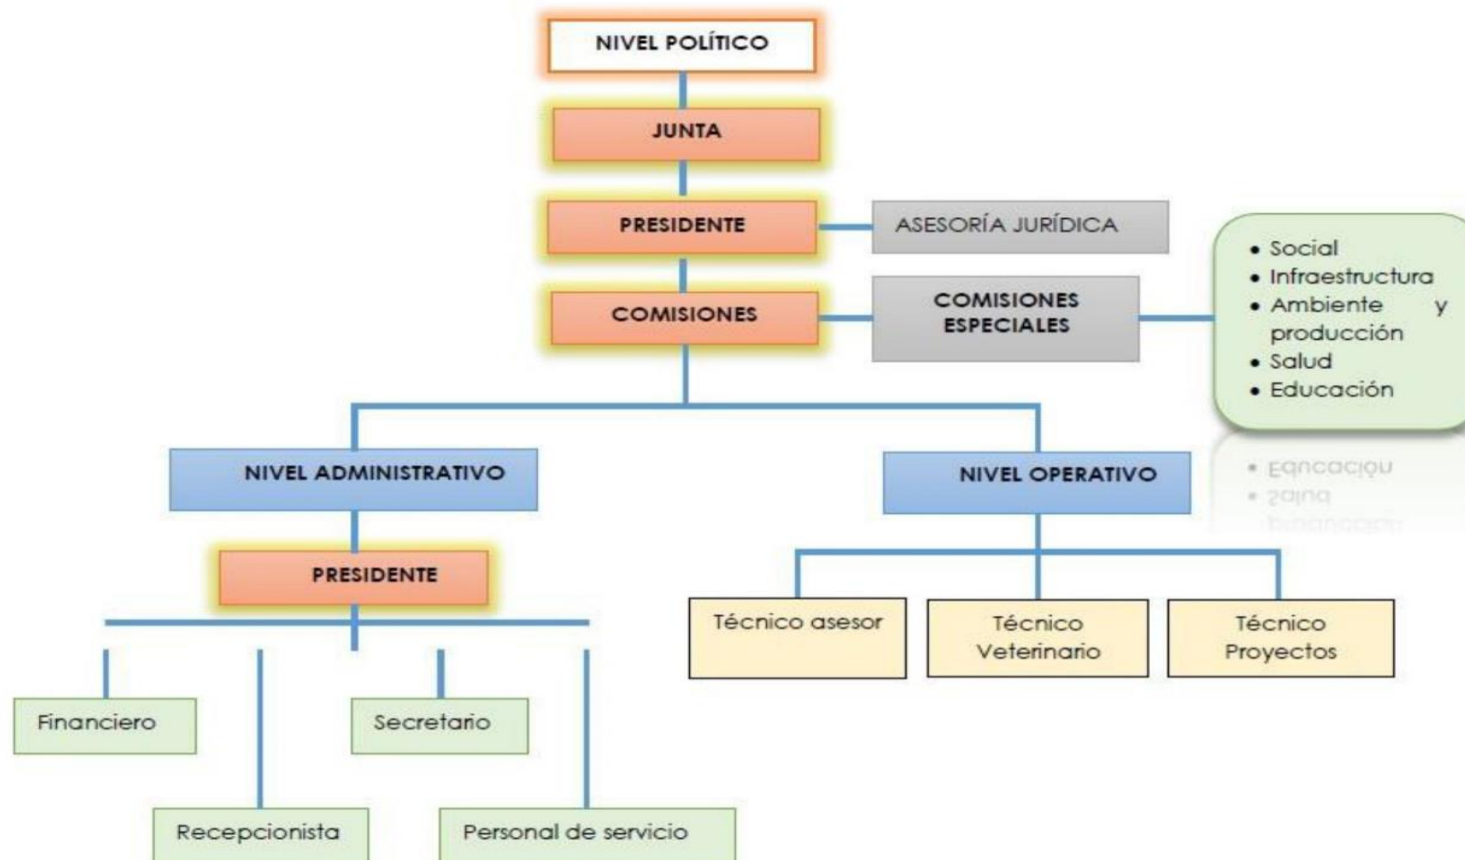 NIVEL POLÍTICO
JUNTA
PRESIDENTE
ASESORÍA JURÍDICA
COMISIONES
COMISIONES
ESPECIALES
• Social
• Infraestructura
• Ambiente y
producción
• Salud
• Educación
NIVEL ADMINISTRATIVO
NIVEL OPERATIVO
PRESIDENTE
Técnico asesor
Técnico
Veterinario
Técnico
Proyectos
Financiero
Secretario
Recepcionista
Personal de servicio